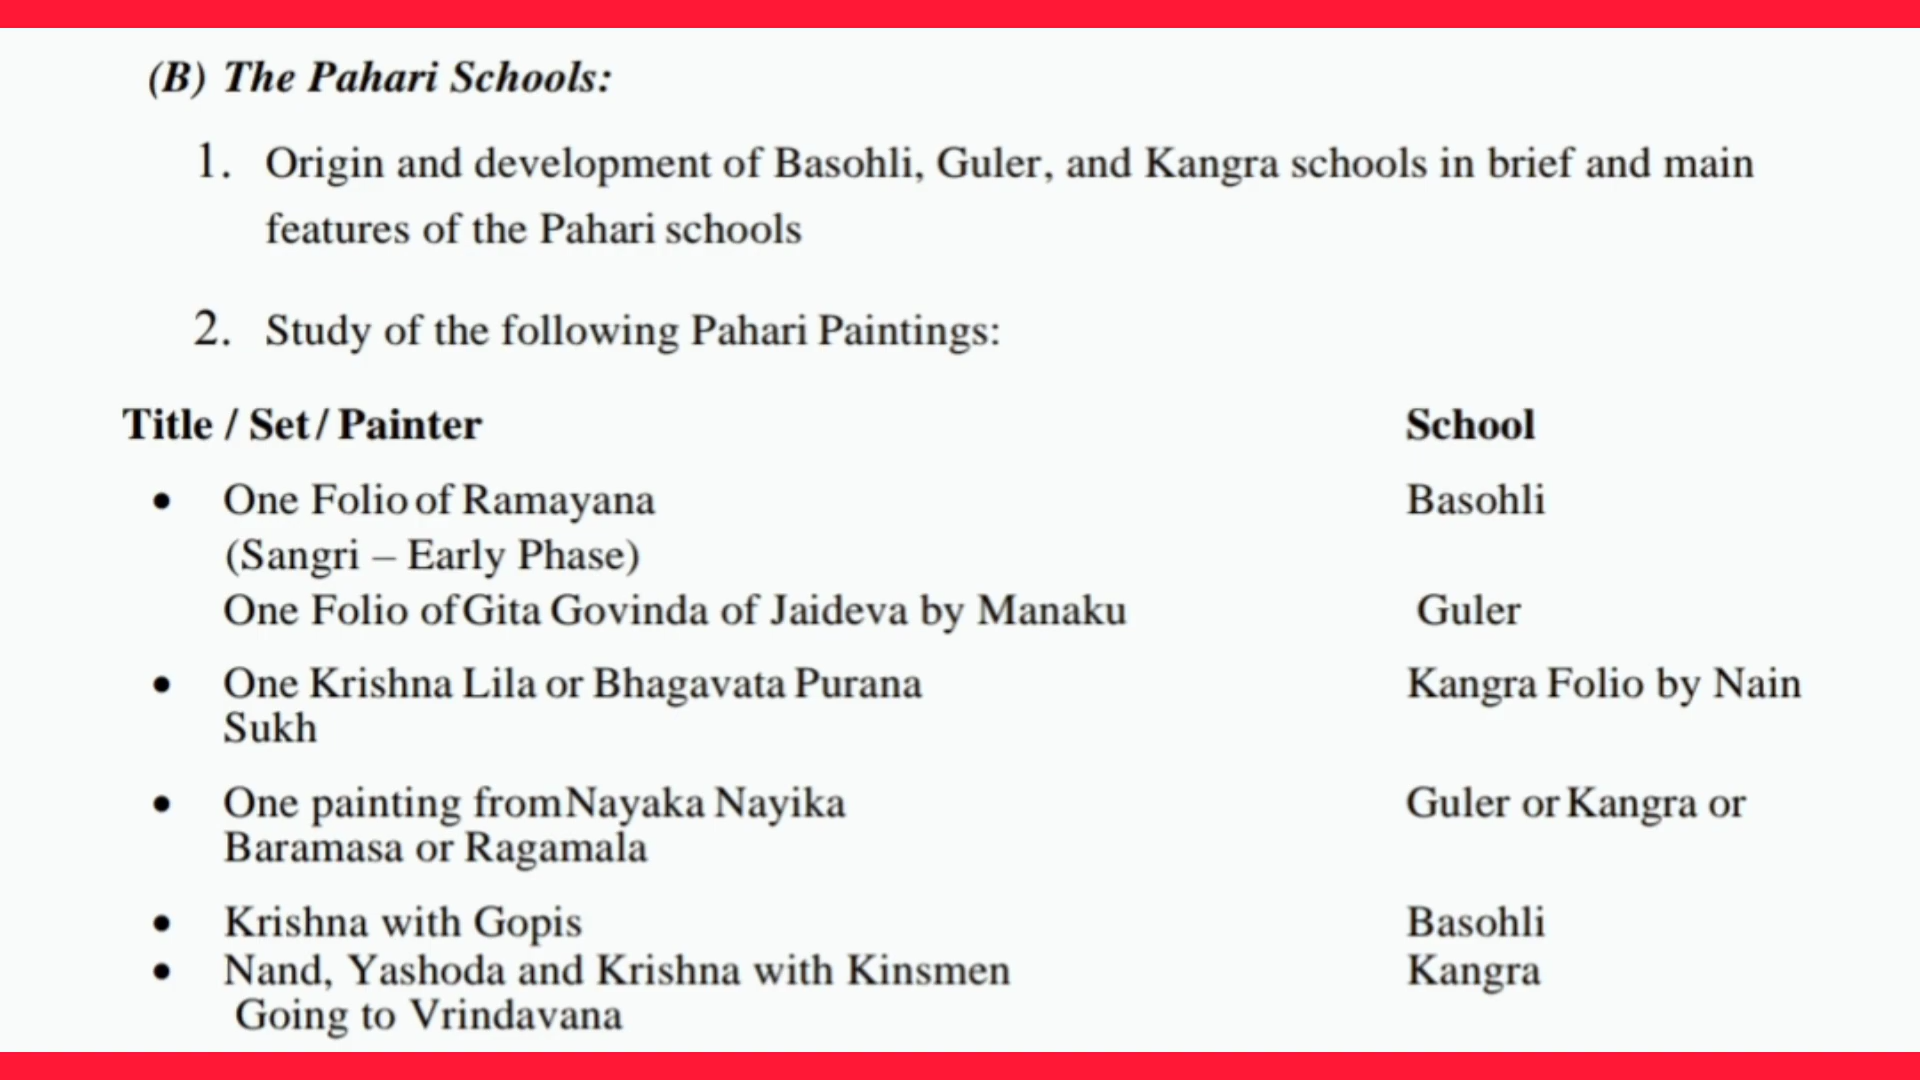 (B) The Pahari Schools:
1. Origin and development of Basohli, Guler, and Kangra schools in brief and main
features of the Pahari schools
2. Study of the following Pahari Paintings:
Title / Set / Painter School
• One Folio of Ramayana Basohli
(Sangri – Early Phase)
One Folio of Gita Govinda of Jaideva by Manaku Guler
• One Krishna Lila or Bhagavata Purana Kangra Folio by Nain
Sukh
• One painting from Nayaka Nayika Guler or Kangra or
Baramasa or Ragamala
• Krishna with Gopis Basohli
• Nand, Yashoda and Krishna with Kinsmen Kangra
Going to Vrindavana